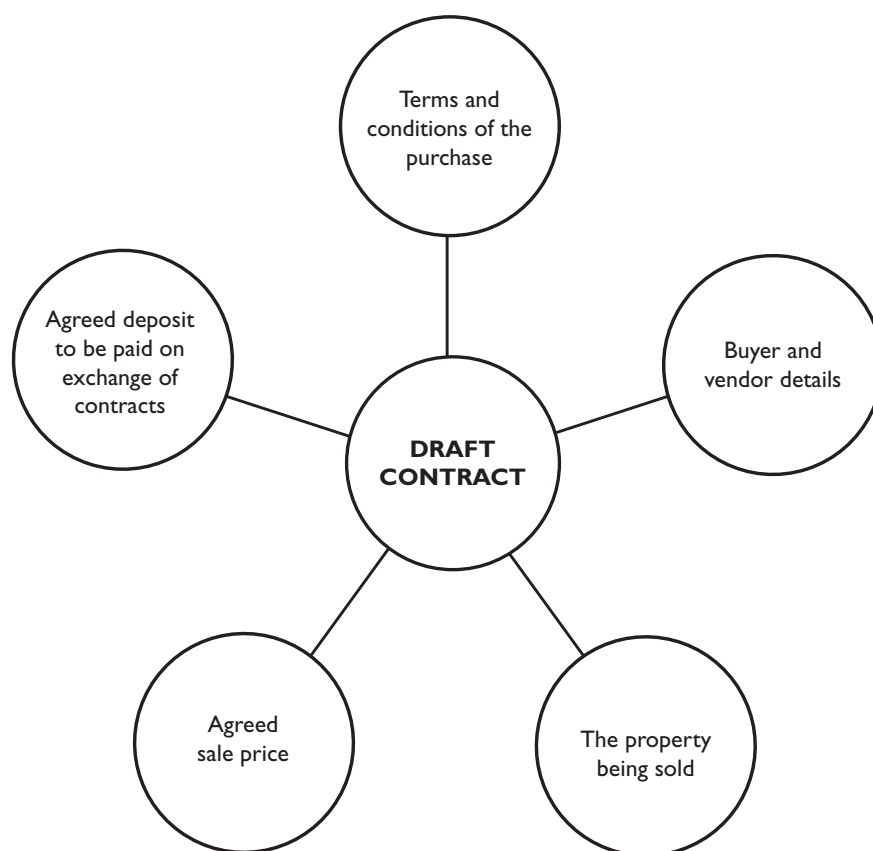 Terms and
conditions of the
purchase
Agreed deposit
to be paid on
exchange of
contracts
Buyer and
vendor details
DRAFT
CONTRACT
Agreed
sale price
The property
being sold